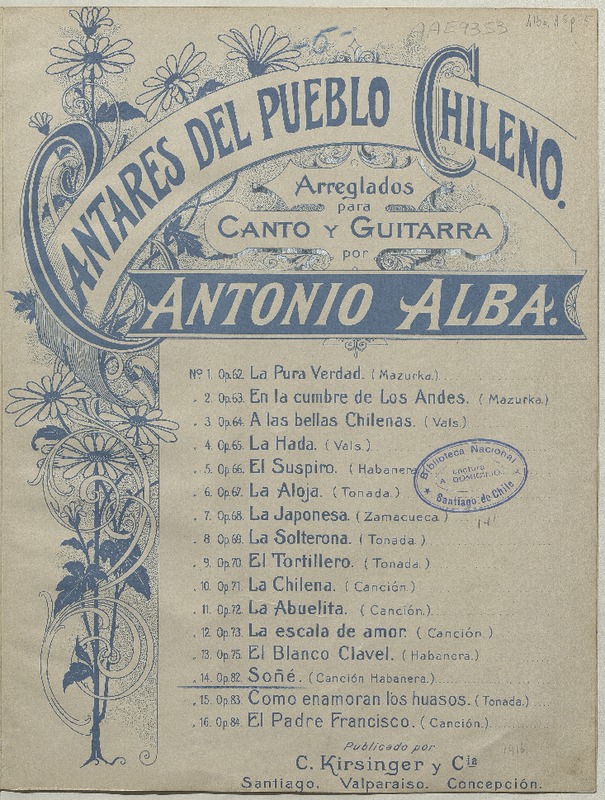 -5-
AAE9353
CANTARES DEL PUEBLO CHILENO.
Arreglados
para
CANTO Y GUITARRA
por
ANTONIO ALBA.
Nº 1. Op.62. La Pura Verdad. (Mazurka.)
„ 2. Op.63. En la cumbre de Los Andes. (Mazurka.)
„ 3. Op.64. A las bellas Chilenas. (Vals.)
„ 4. Op.65. La Hada. (Vals.)
„ 5. Op.66. El Suspiro. (Habanera
„ 6. Op.67. La Aloja. (Tonada.)
„ 7. Op.68. La Japonesa. (Zamacueca.)
„ 8. Op.69. La Solterona. (Tonada.)
„ 9. Op.70. El Tortillero. (Tonada.)
„ 10. Op.71. La Chilena. (Canción.)
„ 11. Op.72. La Abuelita. (Canción.)
„ 12. Op.73. La escala de amor. (Canción.)
„ 13. Op.75. El Blanco Clavel. (Habanera.)
„ 14. Op.82. Soñé. (Canción Habanera.)
„ 15. Op.83. Como enamoran los huasos. (Tonada.)
„ 16. Op.84. El Padre Francisco. (Canción.)
Biblioteca Nacional
Lectura
A DOMICILIO
Santiago de Chile
Publicado por
C. Kirsinger y Cia
Santiago. Valparaiso. Concepción.